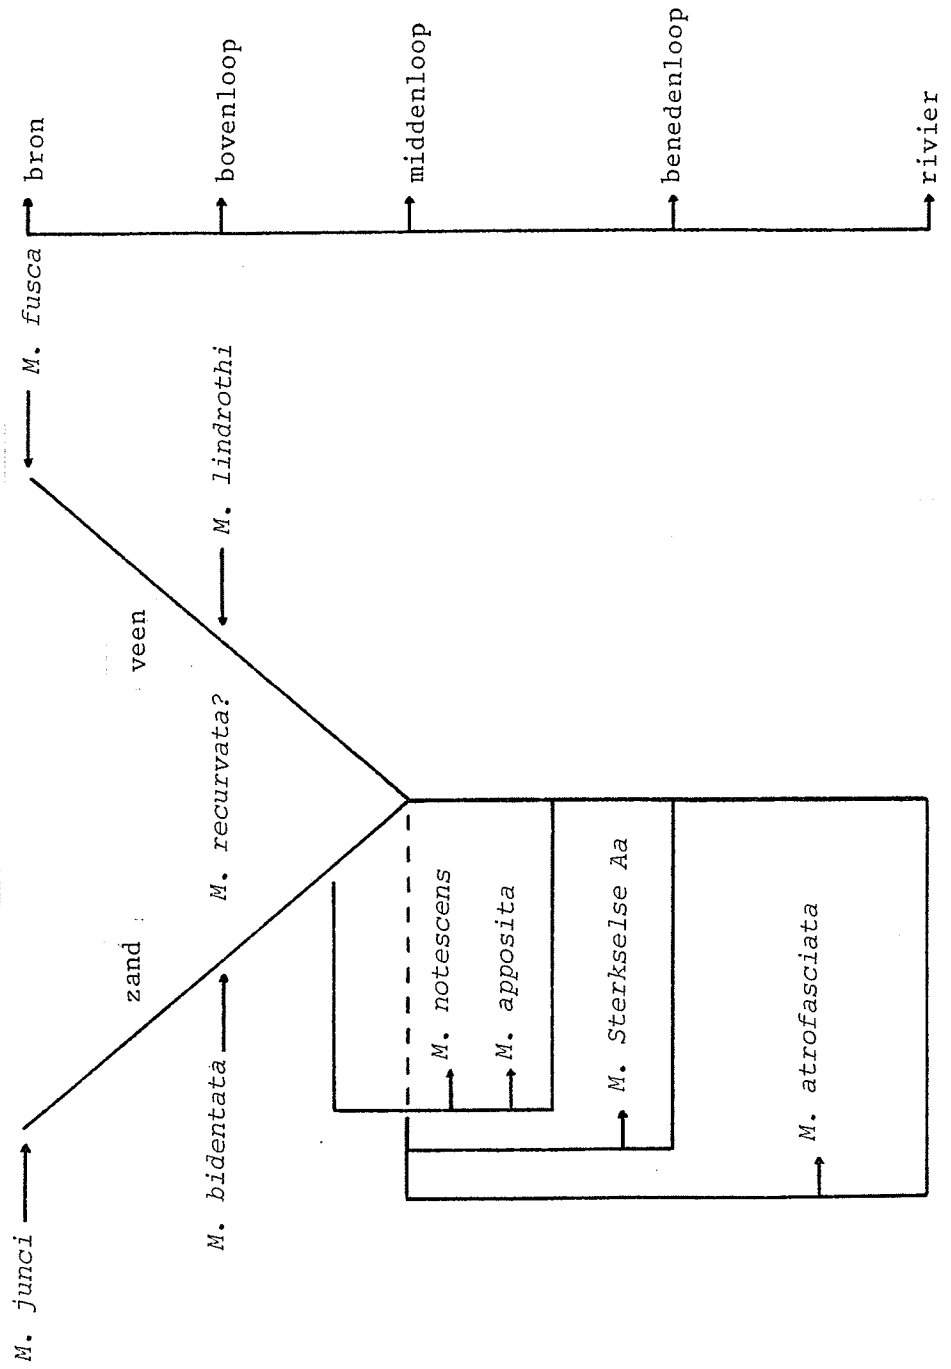 bron
bovenloop
middenloop
benedenloop
rivier
M. fusca
M. lindrothi
veen
M. recurvata?
zand
M. junci
M. bidentata
M. notescens
M. apposita
M. Sterkselse Aa
M. atrofasciata